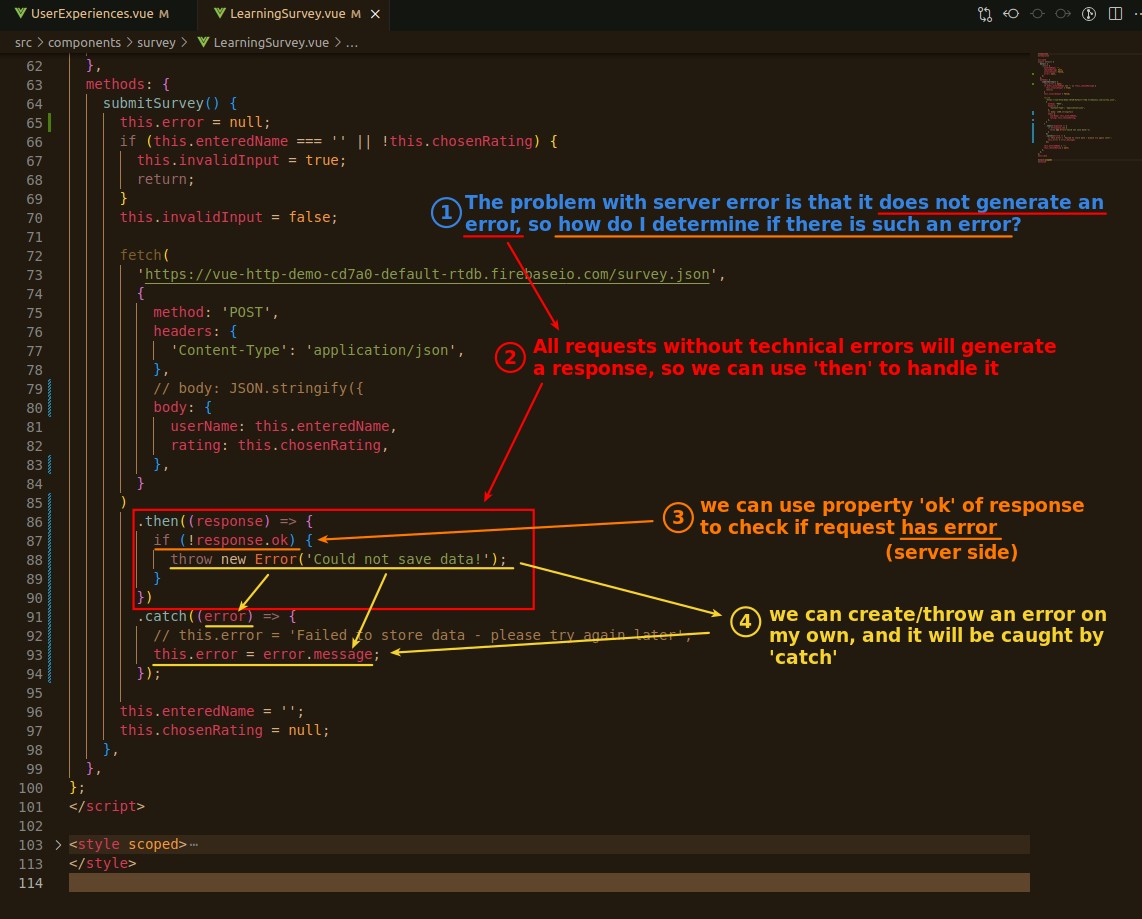 UserExperiences.vue M LearningSurvey.vue M
src > components > survey > LearningSurvey.vue > ...
62 },
63 methods: {
64 submitSurvey() {
65 this.error = null;
66 if (this.enteredName === '' || !this.chosenRating) {
67 this.invalidInput = true;
68 return;
69 }
70 this.invalidInput = false;
① The problem with server error is that it does not generate an
error, so how do I determine if there is such an error?
71
72 fetch(
73 'https://vue-http-demo-cd7a0-default-rtdb.firebaseio.com/survey.json',
74 {
75 method: 'POST',
76 headers: {
77 'Content-Type': 'application/json',
78 },
② All requests without technical errors will generate
a response, so we can use 'then' to handle it
79 // body: JSON.stringify({
80 body: {
81 userName: this.enteredName,
82 rating: this.chosenRating,
83 },
84 }
85 )
86 .then((response) => {
87 if (!response.ok) {
88 throw new Error('Could not save data!');
89 }
90 })
③ we can use property 'ok' of response
to check if request has error
(server side)
91 .catch((error) => {
92 // this.error = 'Failed to store data - please try again later';
93 this.error = error.message;
94 });
④ we can create/throw an error on
my own, and it will be caught by
'catch'
95
96 this.enteredName = '';
97 this.chosenRating = null;
98 },
99 },
100 };
101 </script>
102
103 > <style scoped>⋯
113 </style>
114